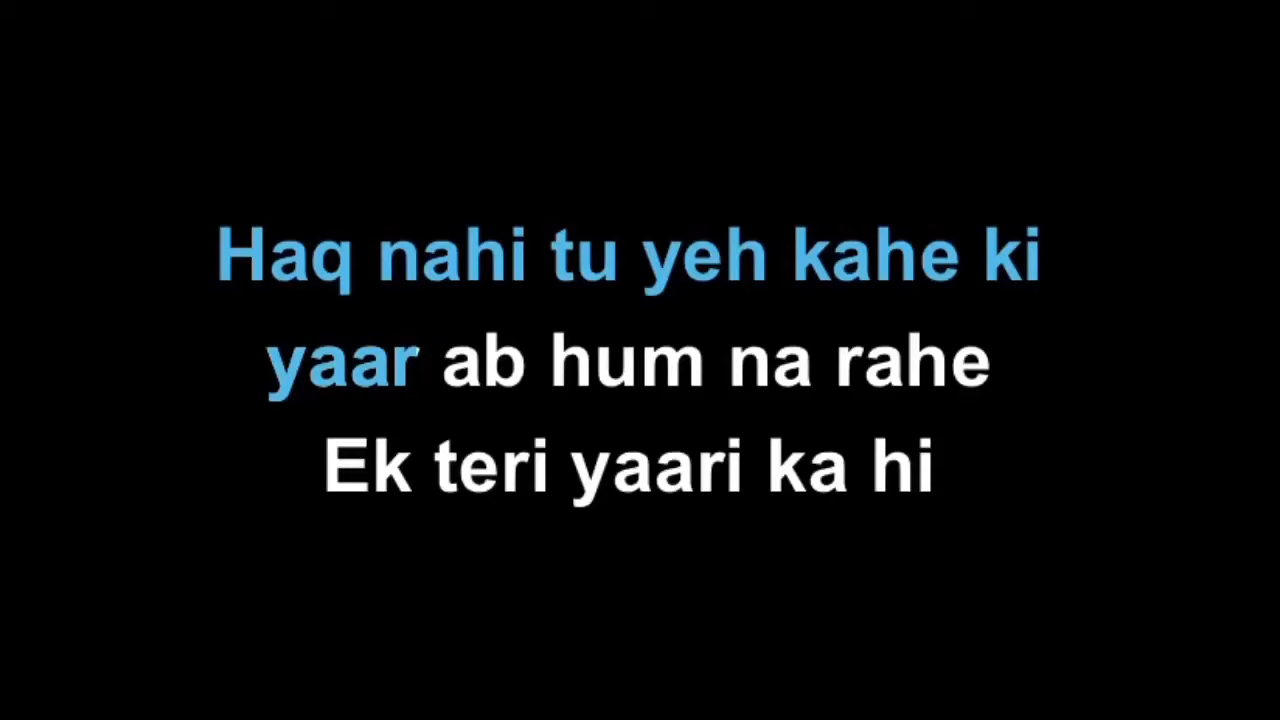 Haq nahi tu yeh kahe ki
yaar ab hum na rahe
Ek teri yaari ka hi